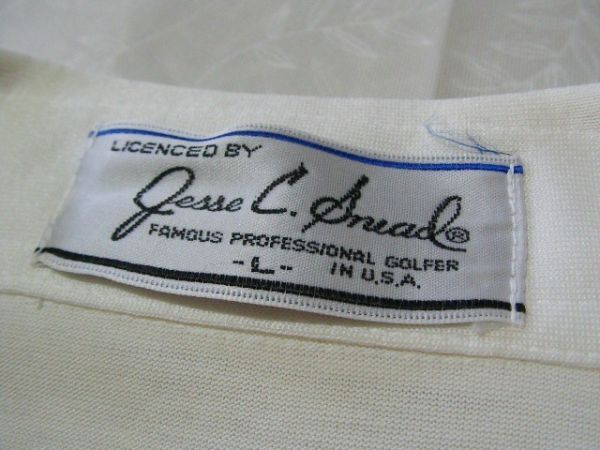 LICENCED BY
Jesse C. Snead®
FAMOUS PROFESSIONAL GOLFER
-L- IN U.S.A.